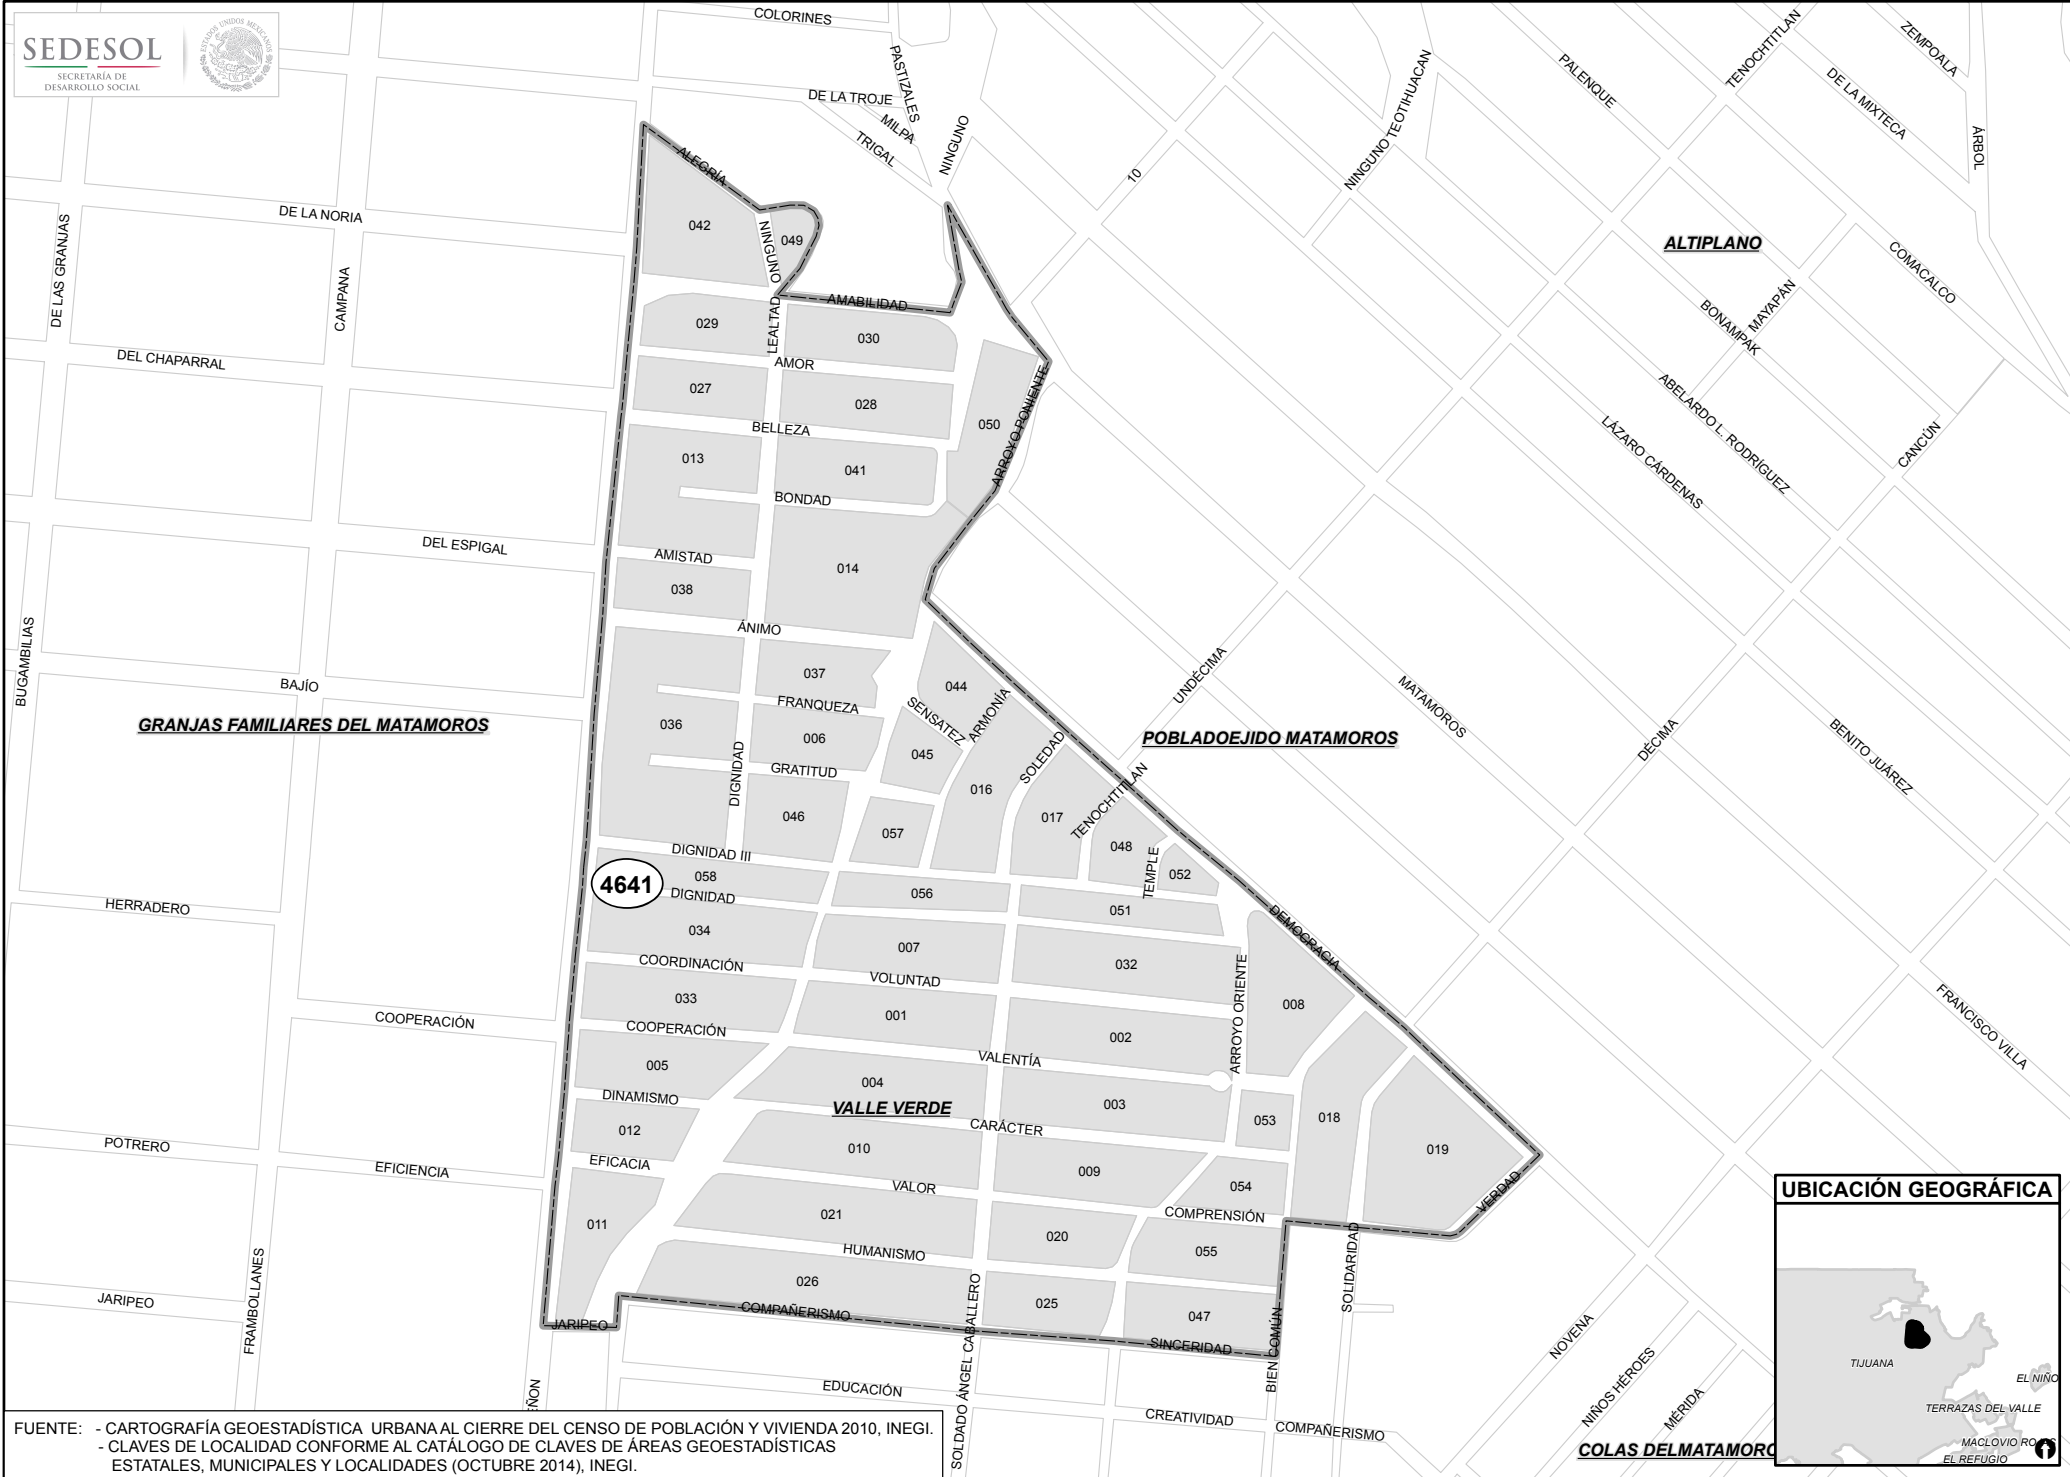 COLORINES
SEDESOL
SECRETARÍA DE
DESARROLLO SOCIAL
ESTADOS UNIDOS MEXICANOS
PASTIZALES
DE LA TROJE
MILPA
TRIGAL
NINGUNO
10
NINGUNO TEOTIHUACAN
PALENQUE
TENOCHTITLAN
ZEMPOALA
DE LA MIXTECA
ÁRBOL
ALEGRÍA
042
NINGUNO
049
DE LA NORIA
DE LAS GRANJAS
CAMPANA
ALTIPLANO
COMACALCO
MAYAPÁN
BONAMPAK
AMABILIDAD
029
LEALTAD
030
AMOR
DEL CHAPARRAL
027
028
050
ARROYO PONIENTE
ABELARDO L. RODRÍGUEZ
LÁZARO CÁRDENAS
CANCÚN
BELLEZA
013
041
BONDAD
DEL ESPIGAL
AMISTAD
014
038
ÁNIMO
BUGAMBILIAS
BAJÍO
037
044
UNDÉCIMA
MATAMOROS
FRANQUEZA
SENSATEZ
ARMONÍA
GRANJAS FAMILIARES DEL MATAMOROS
036
006
045
SOLEDAD
POBLADOEJIDO MATAMOROS
DÉCIMA
BENITO JUÁREZ
DIGNIDAD
GRATITUD
016
TENOCHTITLAN
046
057
017
048
DIGNIDAD III
TEMPLE
052
4641
058
DIGNIDAD
056
051
HERRADERO
034
007
032
DEMOCRACIA
COORDINACIÓN
VOLUNTAD
ARROYO ORIENTE
033
001
008
COOPERACIÓN
COOPERACIÓN
002
FRANCISCO VILLA
005
VALENTÍA
004
DINAMISMO
VALLE VERDE
003
012
CARÁCTER
053
018
POTRERO
EFICIENCIA
EFICACIA
010
009
019
VALOR
054
VERDAD
011
021
COMPRENSIÓN
020
055
HUMANISMO
SOLIDARIDAD
FRAMBOLLANES
026
SOLDADO ÁNGEL CABALLERO
025
047
JARIPEO
COMPAÑERISMO
JARIPEO
SINCERIDAD
BIEN COMÚN
NOVENA
EDUCACIÓN
NIÑOS HÉROES
MÉRIDA
CREATIVIDAD
COMPAÑERISMO
COLAS DELMATAMORO
ÑON
UBICACIÓN GEOGRÁFICA
TIJUANA
EL NIÑO
TERRAZAS DEL VALLE
MACLOVIO RO
EL REFUGIO
FUENTE: - CARTOGRAFÍA GEOESTADÍSTICA URBANA AL CIERRE DEL CENSO DE POBLACIÓN Y VIVIENDA 2010, INEGI.
- CLAVES DE LOCALIDAD CONFORME AL CATÁLOGO DE CLAVES DE ÁREAS GEOESTADÍSTICAS
ESTATALES, MUNICIPALES Y LOCALIDADES (OCTUBRE 2014), INEGI.